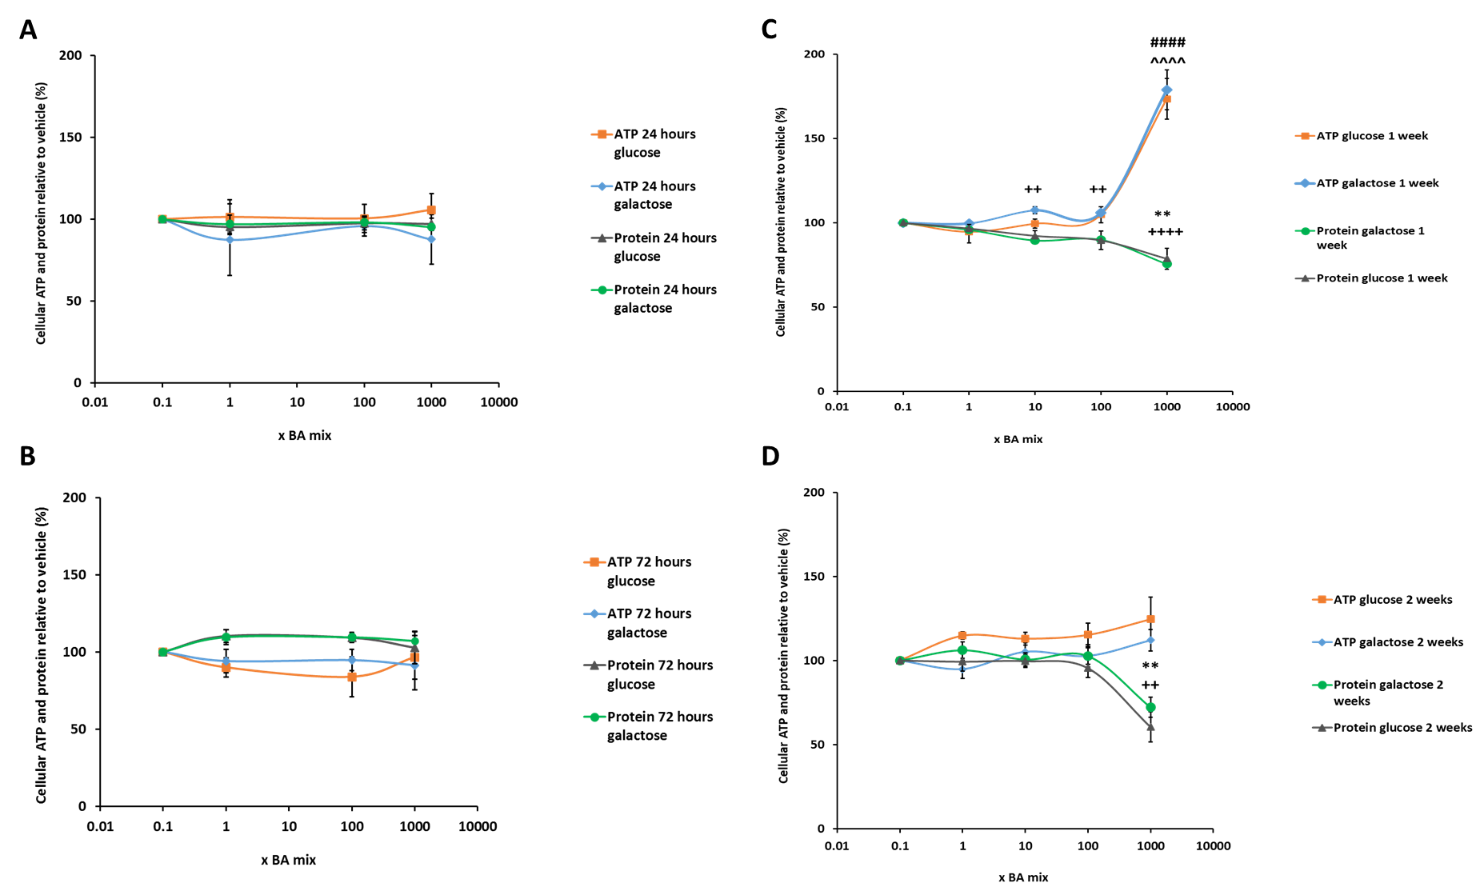 A
Cellular ATP and protein relative to vehicle (%)
200
150
100
50
0
0.01 0.1 1 10 100 1000 10000
x BA mix
ATP 24 hours
glucose
ATP 24 hours
galactose
Protein 24 hours
glucose
Protein 24 hours
galactose
B
Cellular ATP and protein relative to vehicle (%)
200
150
100
50
0
0.01 0.1 1 10 100 1000 10000
x BA mix
ATP 72 hours
glucose
ATP 72 hours
galactose
Protein 72 hours
glucose
Protein 72 hours
galactose
C
Cellular ATP and protein relative to vehicle (%)
200
150
100
50
0
0.01 0.1 1 10 100 1000 10000
x BA mix
####
^^^^
++ ++
**
++++
ATP glucose 1 week
ATP galactose 1 week
Protein galactose 1
week
Protein glucose 1 week
D
Cellular ATP and protein relative to vehicle (%)
200
150
100
50
0
0.01 0.1 1 10 100 1000 10000
x BA mix
**
++
ATP glucose 2 weeks
ATP galactose 2 weeks
Protein galactose 2
weeks
Protein glucose 2 weeks